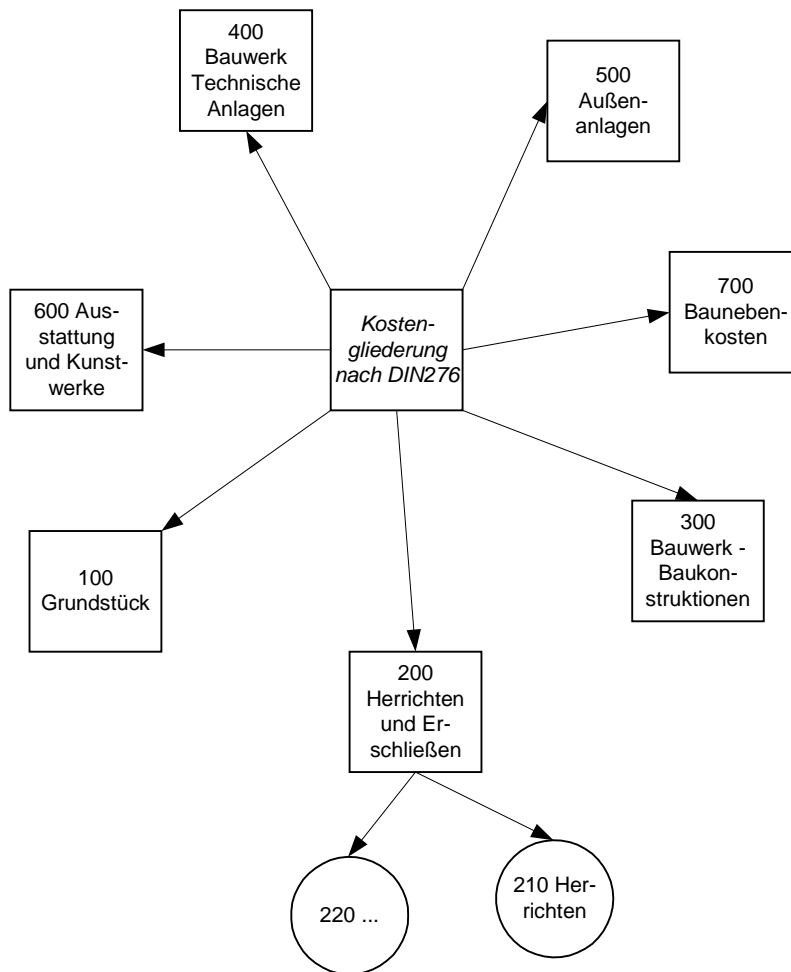 400
Bauwerk
Technische
Anlagen
500
Außen-
anlagen
600 Aus-
stattung
und Kunst-
werke
Kosten-
gliederung
nach DIN276
700
Bauneben-
kosten
100
Grundstück
300
Bauwerk -
Baukon-
struktionen
200
Herrichten
und Er-
schließen
220 ...
210 Her-
richten